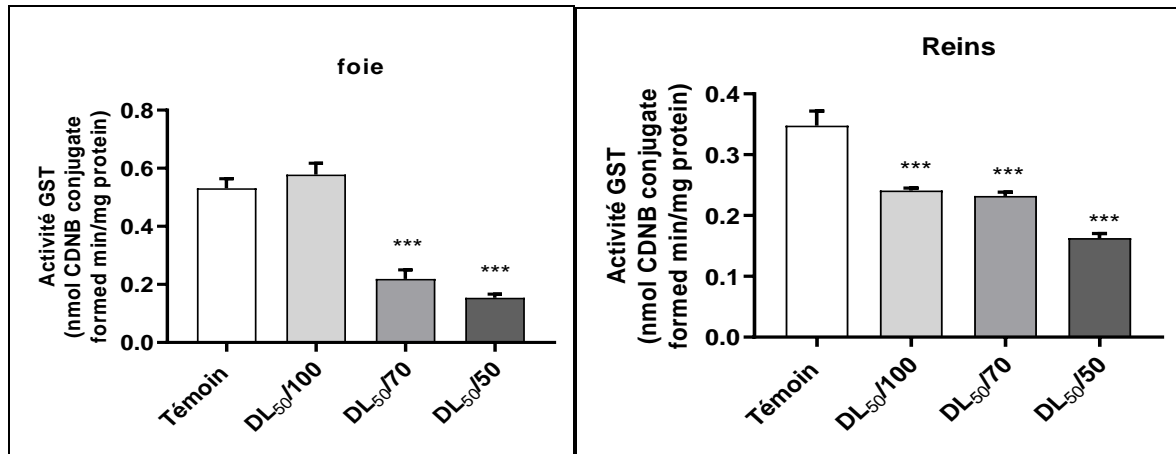 foie
Activité GST
(nmol CDNB conjugate
formed min/mg protein)
0.8
0.6
0.4
0.2
0.0
***
***
Témoin
DL50/100
DL50/70
DL50/50
Reins
Activité GST
(nmol CDNB conjugate
formed min/mg protein)
0.4
0.3
0.2
0.1
0.0
***
***
***
Témoin
DL50/100
DL50/70
DL50/50